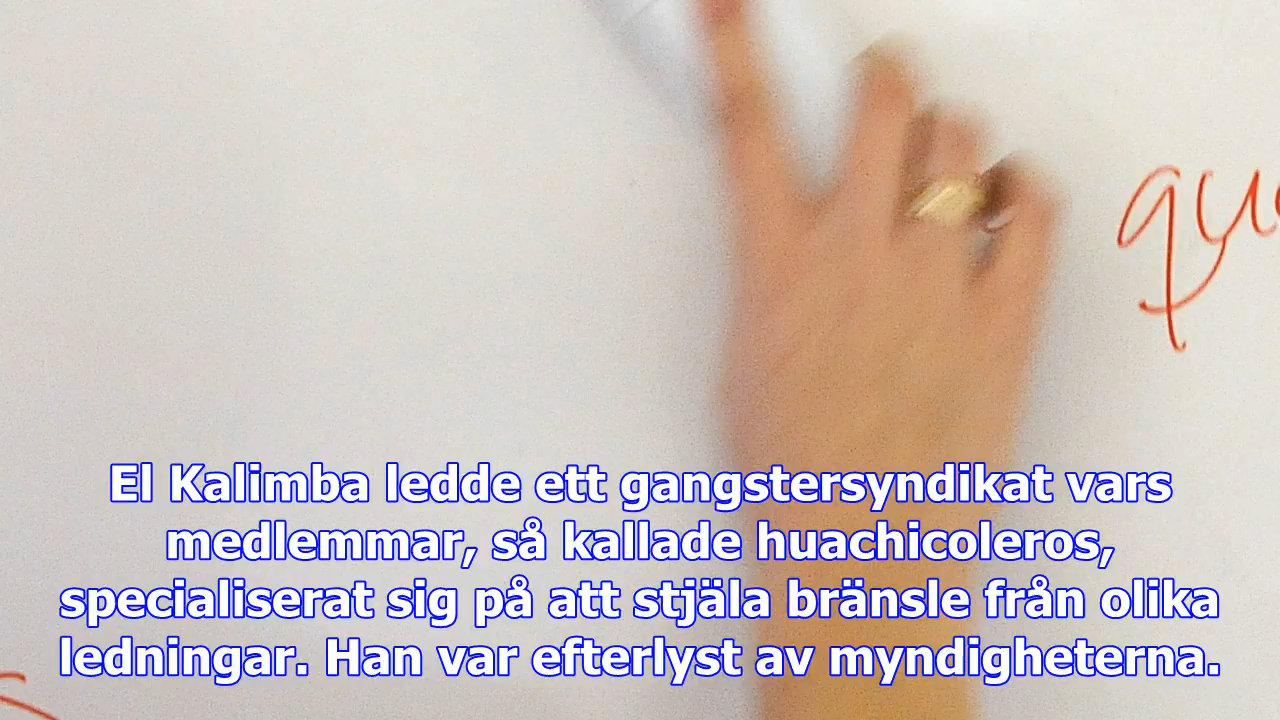 qu
El Kalimba ledde ett gangstersyndikat vars
medlemmar, så kallade huachicoleros,
specialiserat sig på att stjäla bränsle från olika
ledningar. Han var efterlyst av myndigheterna.